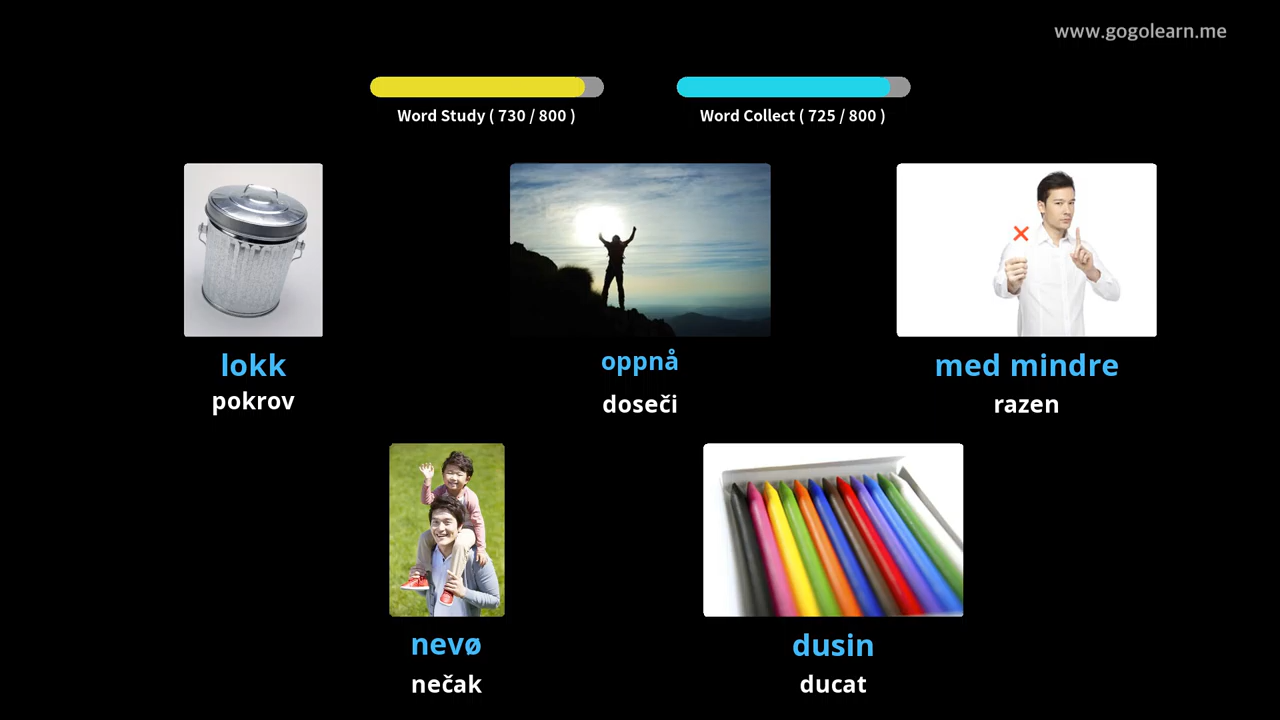 www.gogolearn.me
Word Study ( 730 / 800 )
Word Collect ( 725 / 800 )
lokk
pokrov
oppnå
doseči
med mindre
razen
nevø
nečak
dusin
ducat